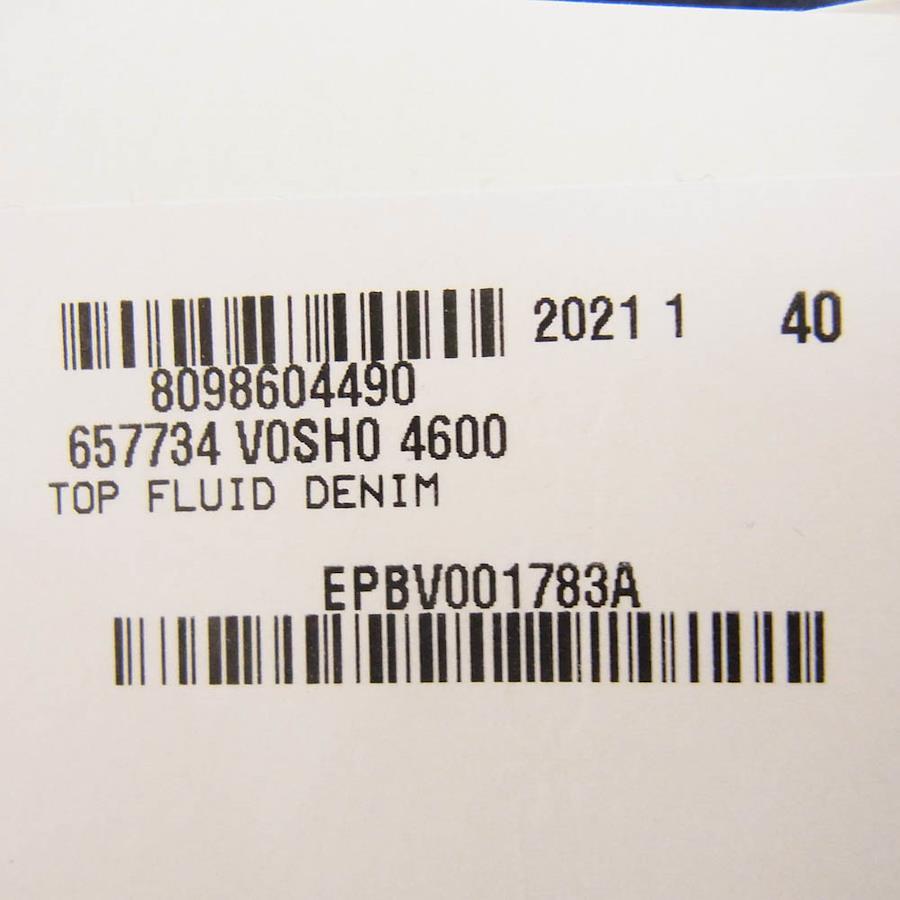 2021 1 40
8098604490
657734 V0SH0 4600
TOP FLUID DENIM
EPBV001783A